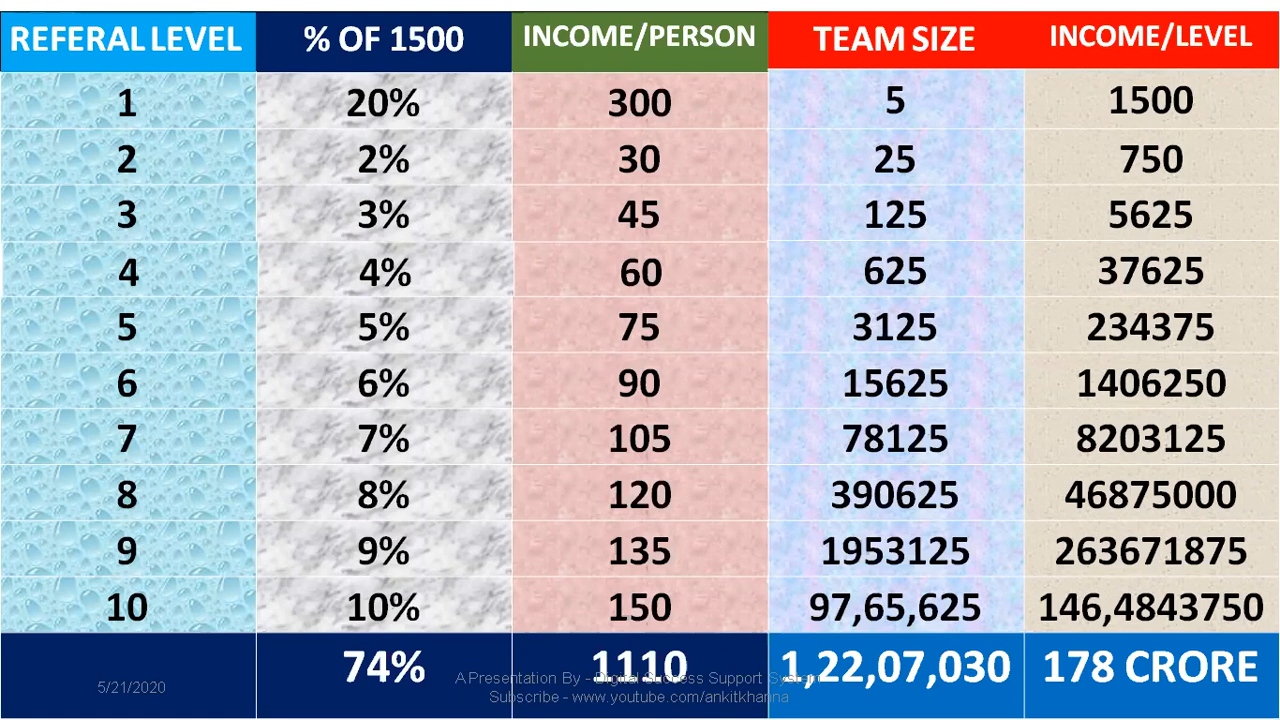 REFERAL LEVEL % OF 1500 INCOME/PERSON TEAM SIZE INCOME/LEVEL
1 20% 300 5 1500
2 2% 30 25 750
3 3% 45 125 5625
4 4% 60 625 37625
5 5% 75 3125 234375
6 6% 90 15625 1406250
7 7% 105 78125 8203125
8 8% 120 390625 46875000
9 9% 135 1953125 263671875
10 10% 150 97,65,625 146,4843750
74% 1110 1,22,07,030 178 CRORE
5/21/2020 A Presentation By - Digital Success Support System
Subscribe - www.youtube.com/ankitkhanna